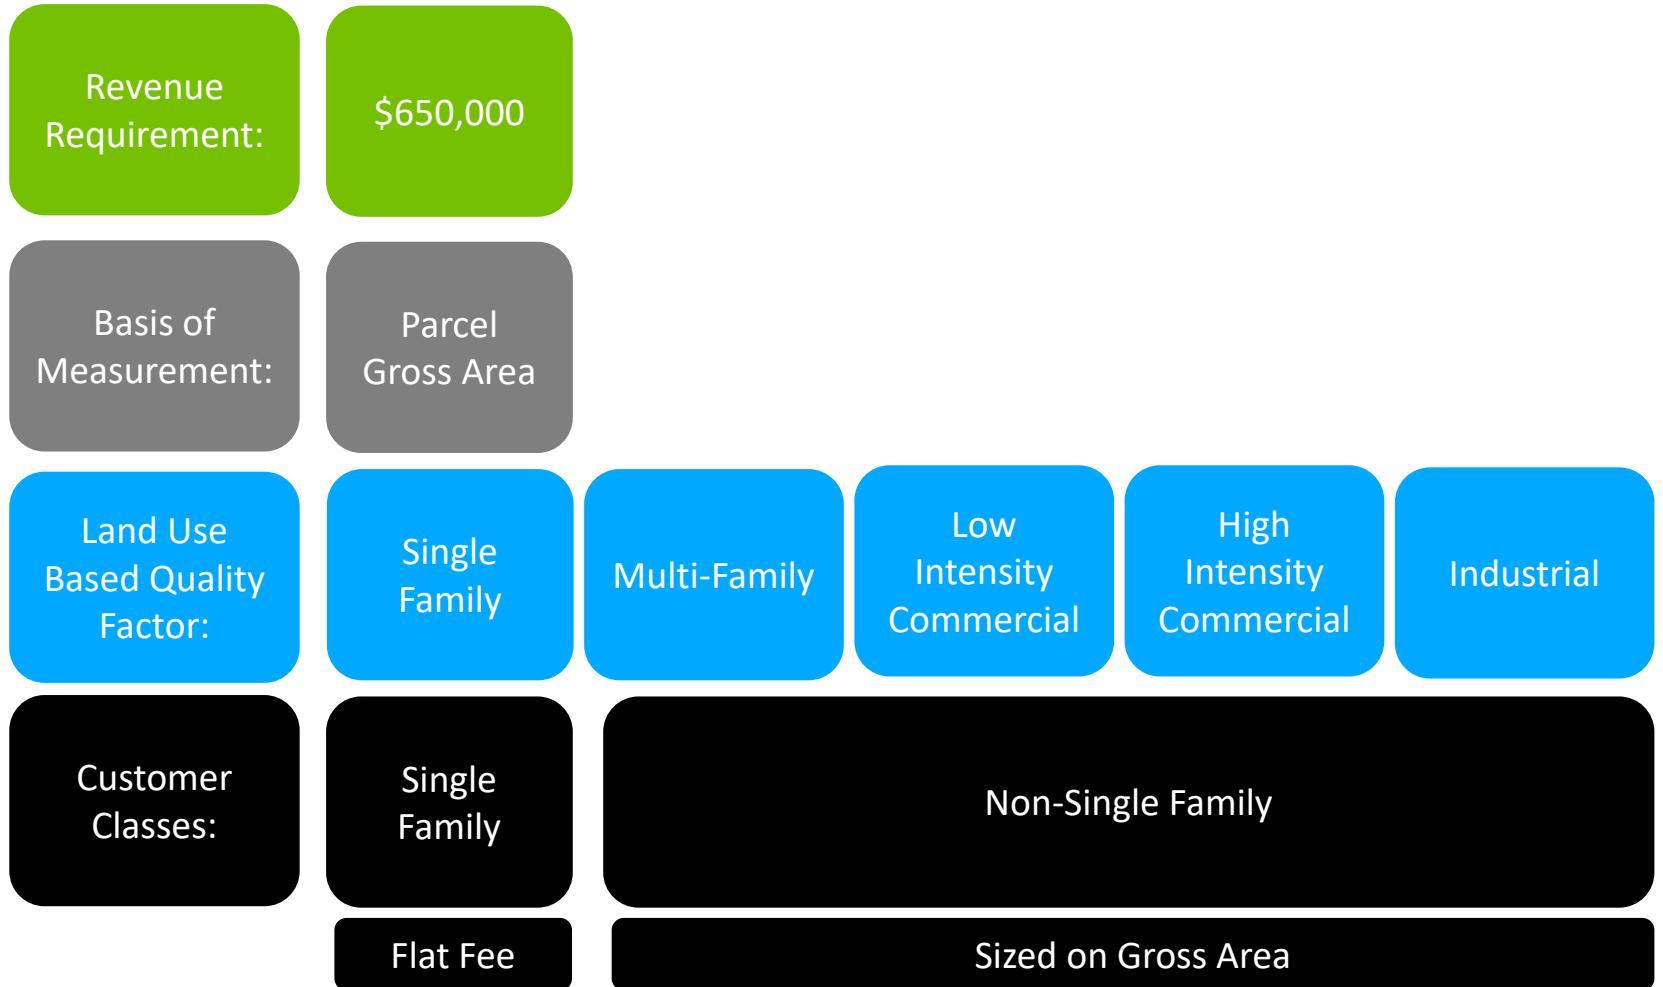 Revenue
Requirement:
$650,000
Basis of
Measurement:
Parcel
Gross Area
Land Use
Based Quality
Factor:
Single
Family
Multi-Family
Low
Intensity
Commercial
High
Intensity
Commercial
Industrial
Customer
Classes:
Single
Family
Non-Single Family
Flat Fee
Sized on Gross Area